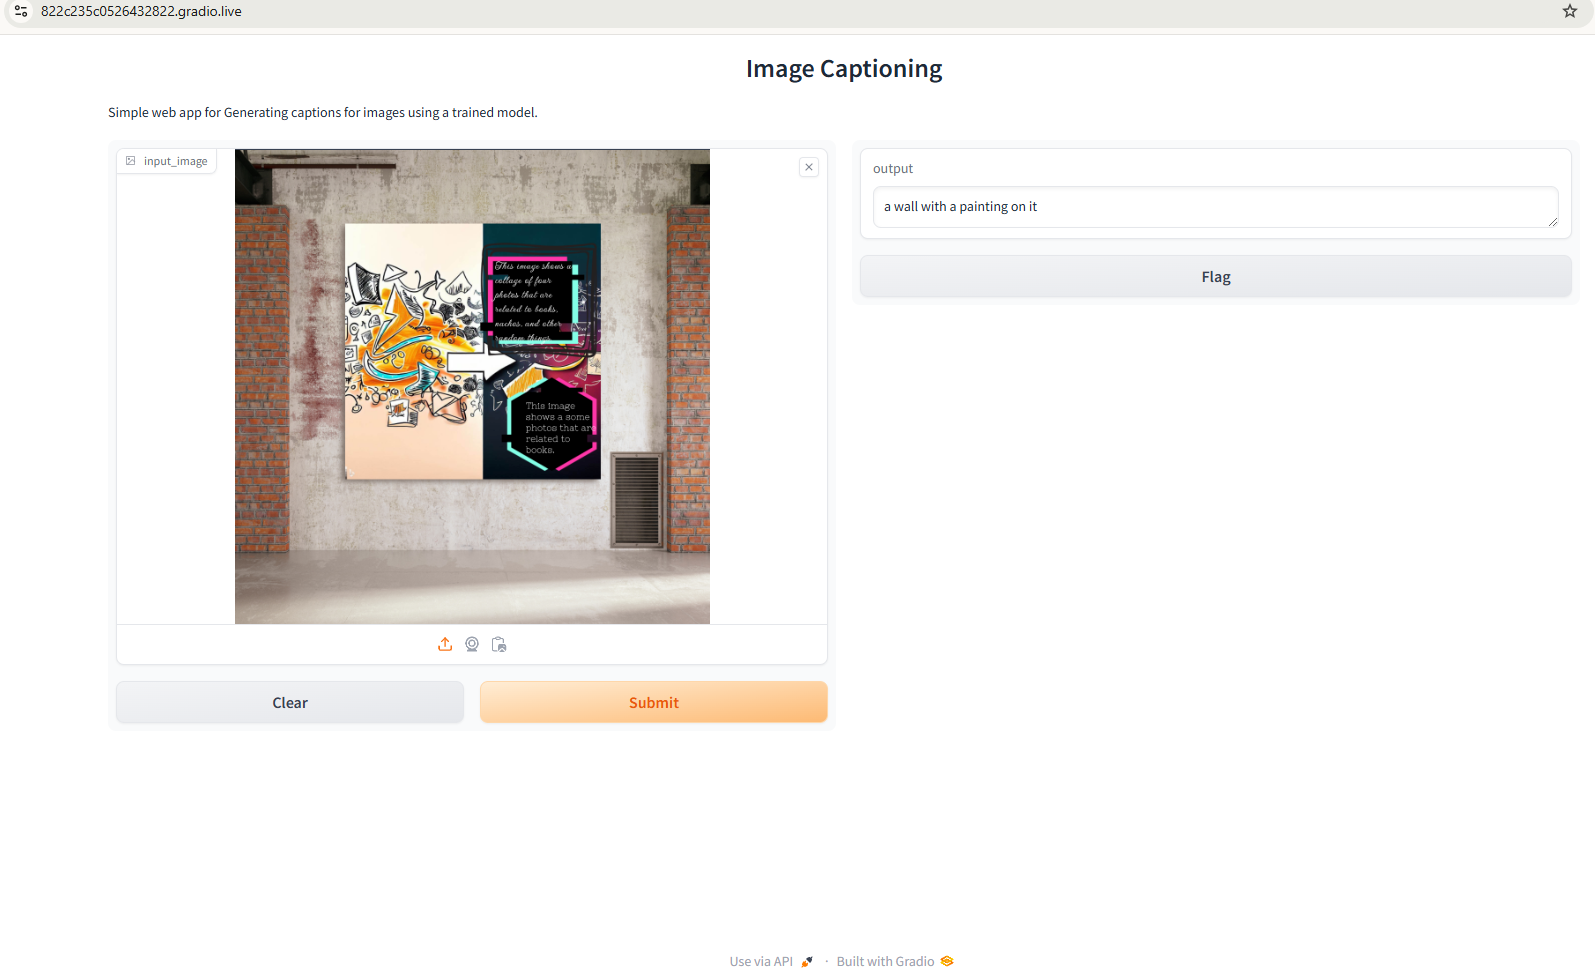 822c235c0526432822.gradio.live
Image Captioning
Simple web app for Generating captions for images using a trained model.
input_image
This image shows a
collage of four
photos that are
related to books,
naches, and other
random things.
This image
shows a some
photos that are
related to
books.
Clear
Submit
output
a wall with a painting on it
Flag
Use via API · Built with Gradio